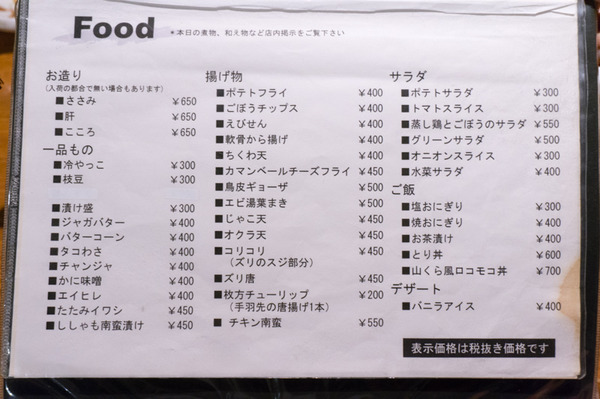 Food
*本日の煮物、和え物など店内掲示をご覧下さい
お造り
(入荷の都合で無い場合もあります)
■ささみ ￥650
■肝 ￥650
■こころ ￥650
一品もの
■冷やっこ ￥300
■枝豆 ￥300
■漬け盛 ￥300
■ジャガバター ￥400
■バターコーン ￥400
■タコわさ ￥400
■チャンジャ ￥400
■かに味噌 ￥400
■エイヒレ ￥400
■たたみイワシ ￥450
■ししゃも南蛮漬け ￥450
揚げ物
■ポテトフライ ￥400
■ごぼうチップス ￥400
■えびせん ￥400
■軟骨から揚げ ￥400
■ちくわ天 ￥400
■カマンベールチーズフライ ￥450
■鳥皮ギョーザ ￥500
■エビ湯葉まき ￥500
■じゃこ天 ￥450
■オクラ天 ￥450
■コリコリ ￥450
(ズリのスジ部分)
■ズリ唐 ￥450
■枚方チューリップ ￥200
(手羽先の唐揚げ1本)
■ チキン南蛮 ￥550
サラダ
■ポテトサラダ ￥300
■トマトスライス ￥300
■蒸し鶏とごぼうのサラダ ￥550
■グリーンサラダ ￥500
■オニオンスライス ￥300
■水菜サラダ ￥400
ご飯
■塩おにぎり ￥300
■焼おにぎり ￥400
■お茶漬け ￥400
■とり丼 ￥600
■山くら風ロコモコ丼 ￥700
デザート
■バニラアイス ￥400
表示価格は税抜き価格です